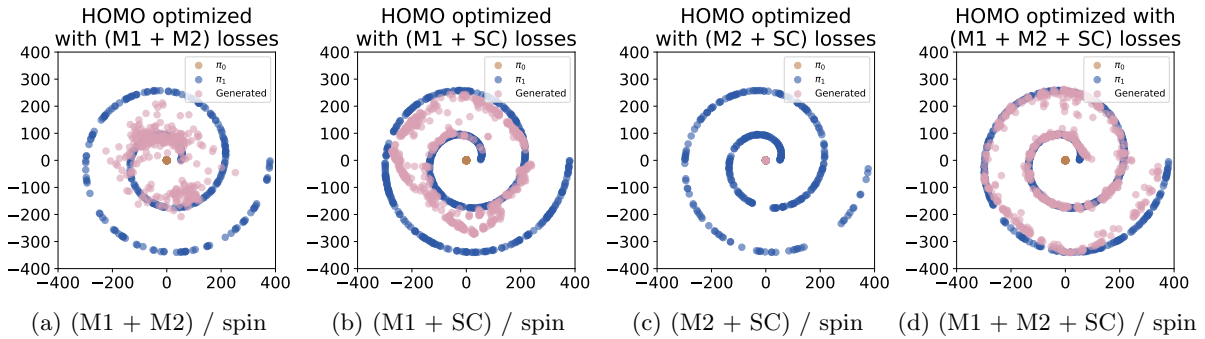 HOMO optimized
with (M1 + M2) losses
400
300
200
100
0
−100
−200
−300
−400
−400
−200
0
200
400
π0
π1
Generated
(a) (M1 + M2) / spin
HOMO optimized
with (M1 + SC) losses
400
300
200
100
0
−100
−200
−300
−400
−400
−200
0
200
400
π0
π1
Generated
(b) (M1 + SC) / spin
HOMO optimized
with (M2 + SC) losses
400
300
200
100
0
−100
−200
−300
−400
−400
−200
0
200
400
π0
π1
Generated
(c) (M2 + SC) / spin
HOMO optimized with
(M1 + M2 + SC) losses
400
300
200
100
0
−100
−200
−300
−400
−400
−200
0
200
400
π0
π1
Generated
(d) (M1 + M2 + SC) / spin